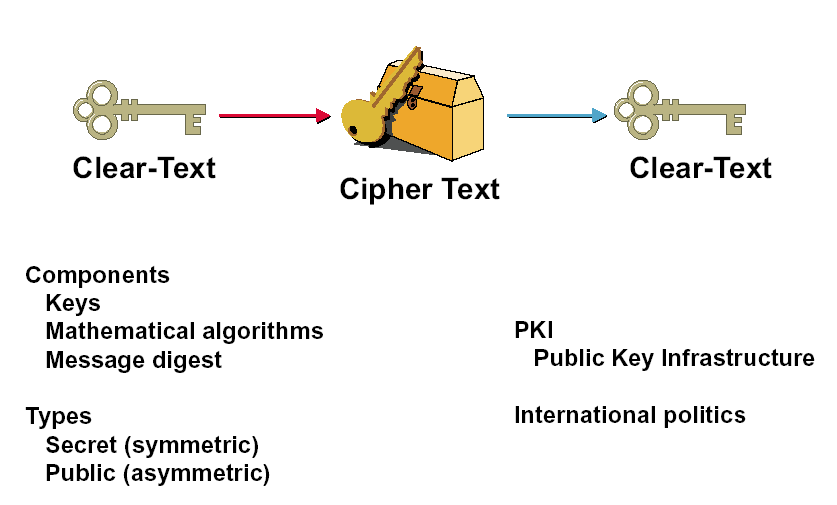 Clear-Text
Cipher Text
Clear-Text
Components
Keys
Mathematical algorithms
Message digest
Types
Secret (symmetric)
Public (asymmetric)
PKI
Public Key Infrastructure
International politics